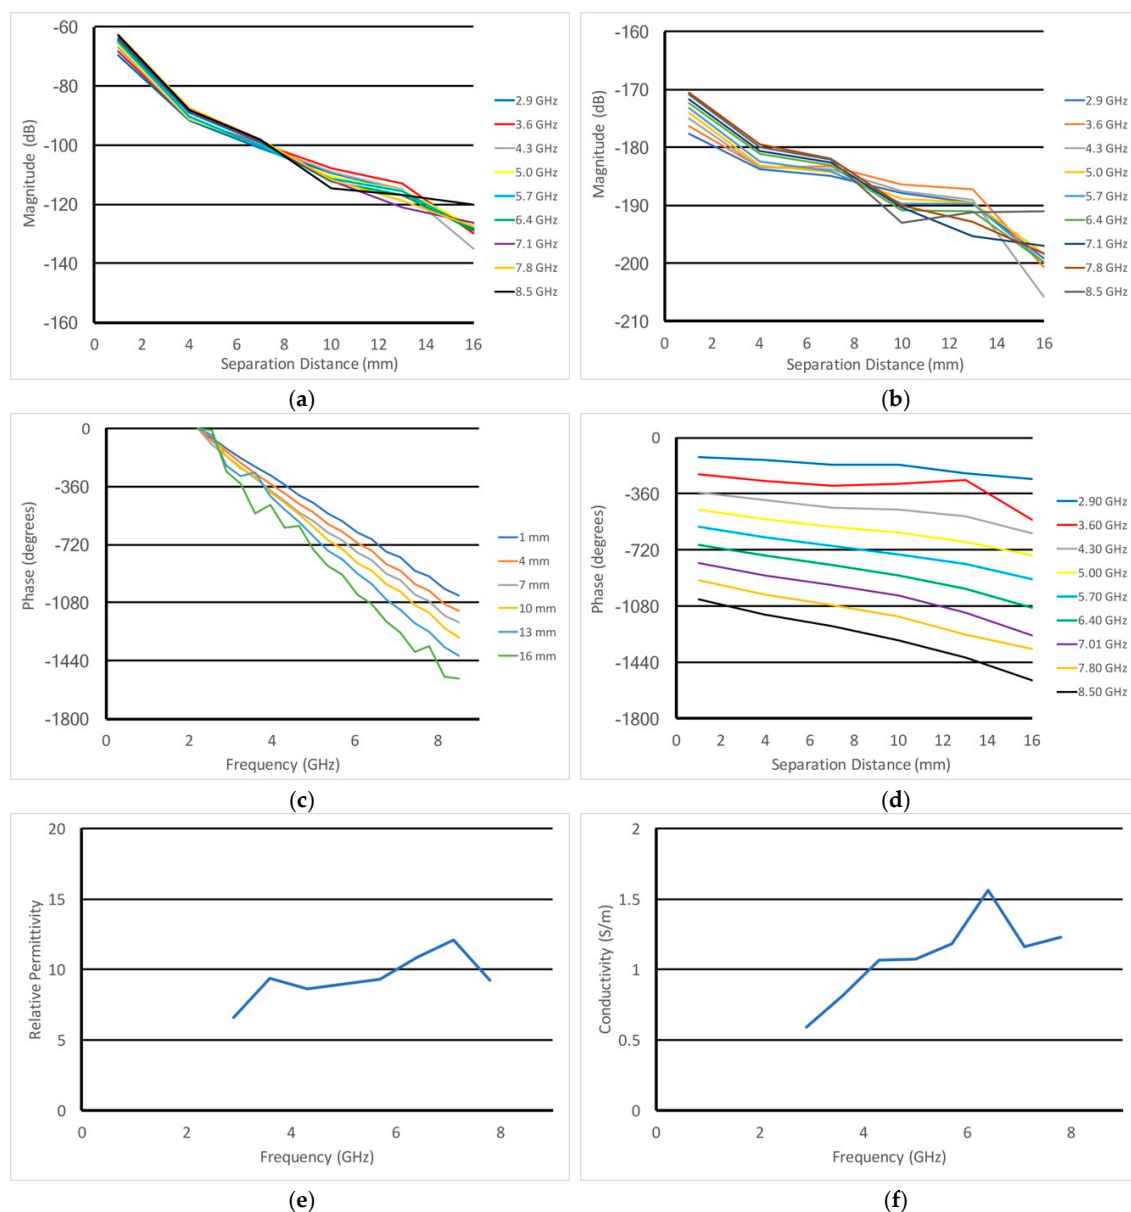 -60
-80
-100
-120
-140
-160
Magnitude (dB)
0 2 4 6 8 10 12 14 16
Separation Distance (mm)
2.9 GHz
3.6 GHz
4.3 GHz
5.0 GHz
5.7 GHz
6.4 GHz
7.1 GHz
7.8 GHz
8.5 GHz
(a)
-160
-170
-180
-190
-200
-210
Magnitude (dB)
0 2 4 6 8 10 12 14 16
Separation Distance (mm)
2.9 GHz
3.6 GHz
4.3 GHz
5.0 GHz
5.7 GHz
6.4 GHz
7.1 GHz
7.8 GHz
8.5 GHz
(b)
0
-360
-720
-1080
-1440
-1800
Phase (degrees)
0 2 4 6 8
Frequency (GHz)
1 mm
4 mm
7 mm
10 mm
13 mm
16 mm
(c)
0
-360
-720
-1080
-1440
-1800
Phase (degrees)
0 2 4 6 8 10 12 14 16
Separation Distance (mm)
2.90 GHz
3.60 GHz
4.30 GHz
5.00 GHz
5.70 GHz
6.40 GHz
7.01 GHz
7.80 GHz
8.50 GHz
(d)
20
15
10
5
0
Relative Permittivity
0 2 4 6 8
Frequency (GHz)
(e)
2
1.5
1
0.5
0
Conductivity (S/m)
0 2 4 6 8
Frequency (GHz)
(f)